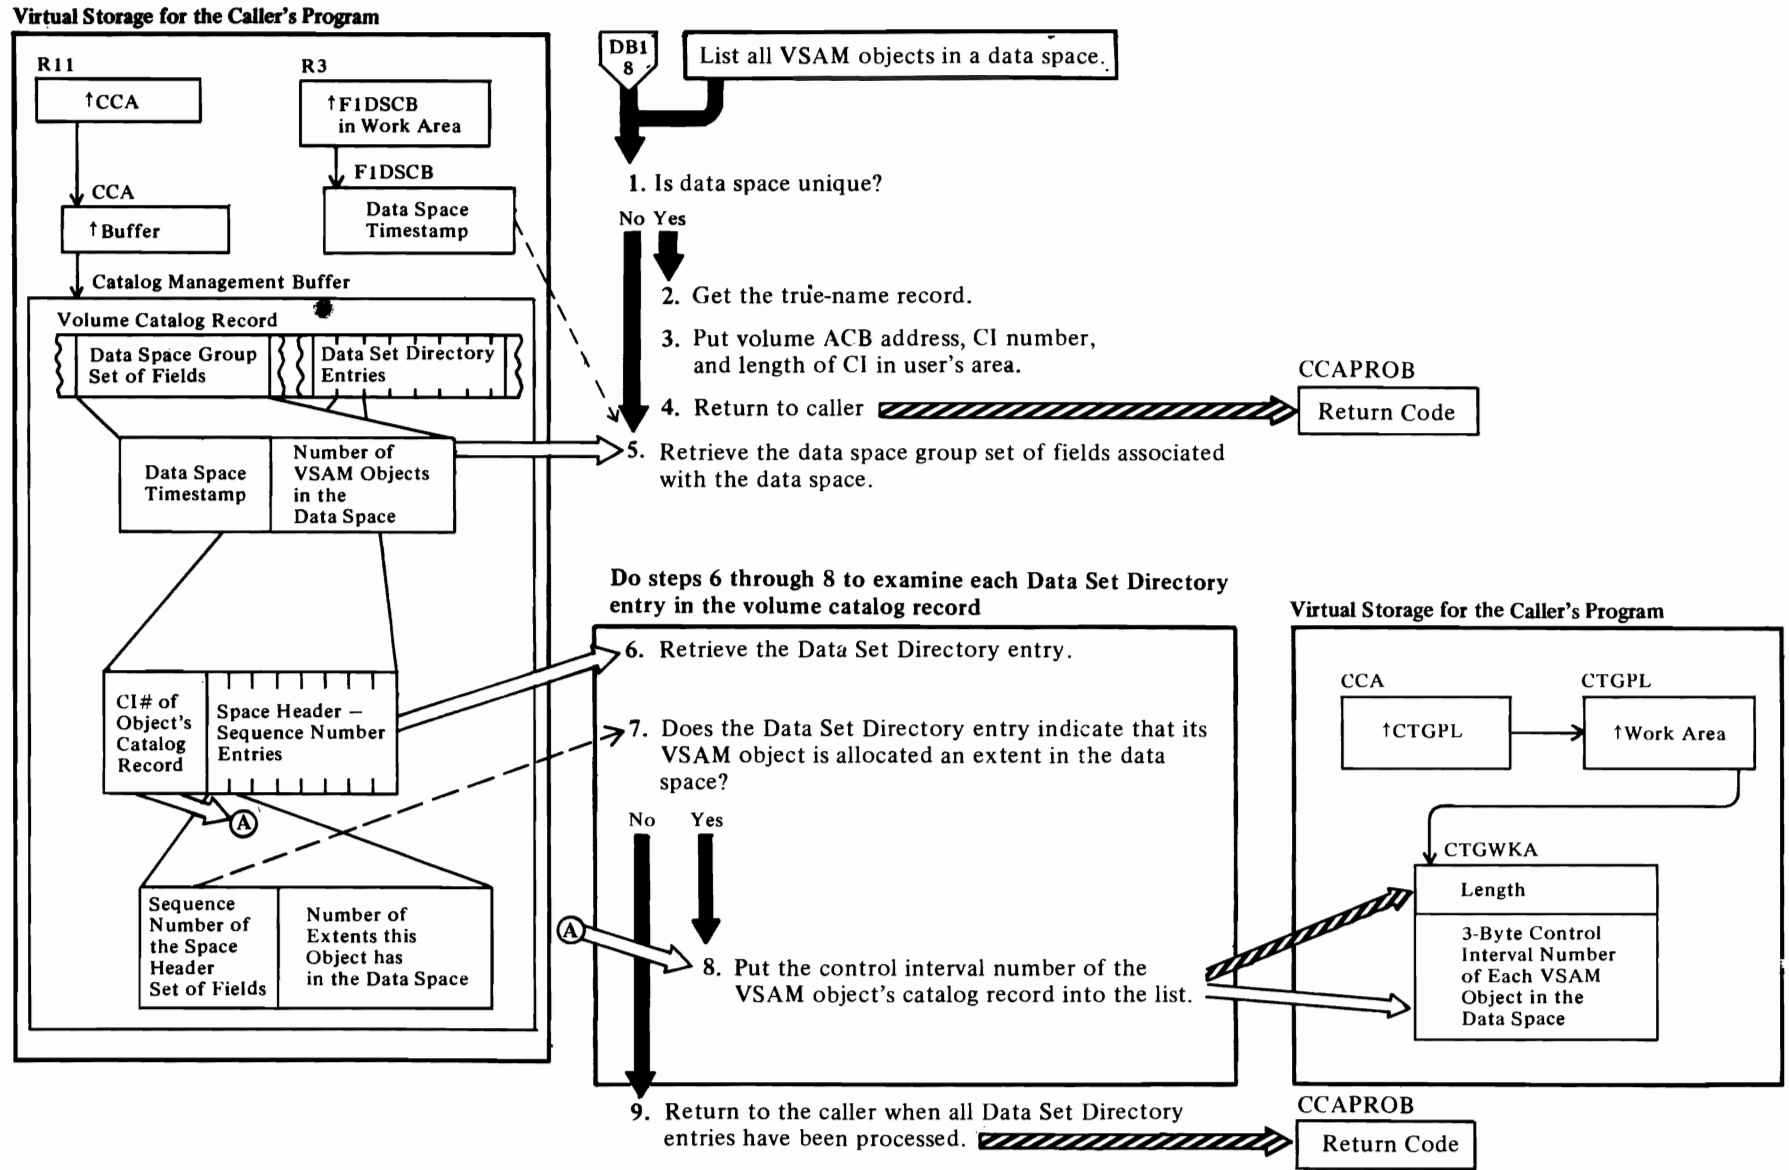 Virtual Storage for the Caller's Program
R11
↑CCA
R3
↑F1DSCB
in Work Area
F1DSCB
Data Space
Timestamp
CCA
↑Buffer
Catalog Management Buffer
Volume Catalog Record
Data Space Group
Set of Fields
Data Set Directory
Entries
Data Space
Timestamp
Number of
VSAM Objects
in the
Data Space
CI# of
Object's
Catalog
Record
Space Header –
Sequence Number
Entries
A
Sequence
Number of
the Space
Header
Set of Fields
Number of
Extents this
Object has
in the Data Space
DB1
8
List all VSAM objects in a data space.
1. Is data space unique?
No Yes
2. Get the true-name record.
3. Put volume ACB address, CI number,
and length of CI in user's area.
4. Return to caller
CCAPROB
Return Code
5. Retrieve the data space group set of fields associated
with the data space.
Do steps 6 through 8 to examine each Data Set Directory
entry in the volume catalog record
6. Retrieve the Data Set Directory entry.
7. Does the Data Set Directory entry indicate that its
VSAM object is allocated an extent in the data
space?
No Yes
A
8. Put the control interval number of the
VSAM object's catalog record into the list.
9. Return to the caller when all Data Set Directory
entries have been processed.
Virtual Storage for the Caller's Program
CCA
↑CTGPL
CTGPL
↑Work Area
CTGWKA
Length
3-Byte Control
Interval Number
of Each VSAM
Object in the
Data Space
CCAPROB
Return Code